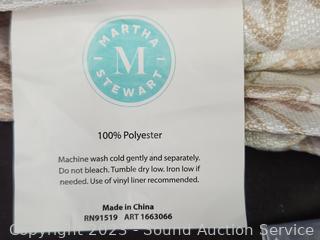 MARTHA
M
STEWART
100% Polyester
Machine wash cold gently and separately.
Do not bleach. Tumble dry low. Iron low if
needed. Use of vinyl liner recommended.
Made in China
RN91519 ART 1663066
Copyright 2023 - Sound Auction Service